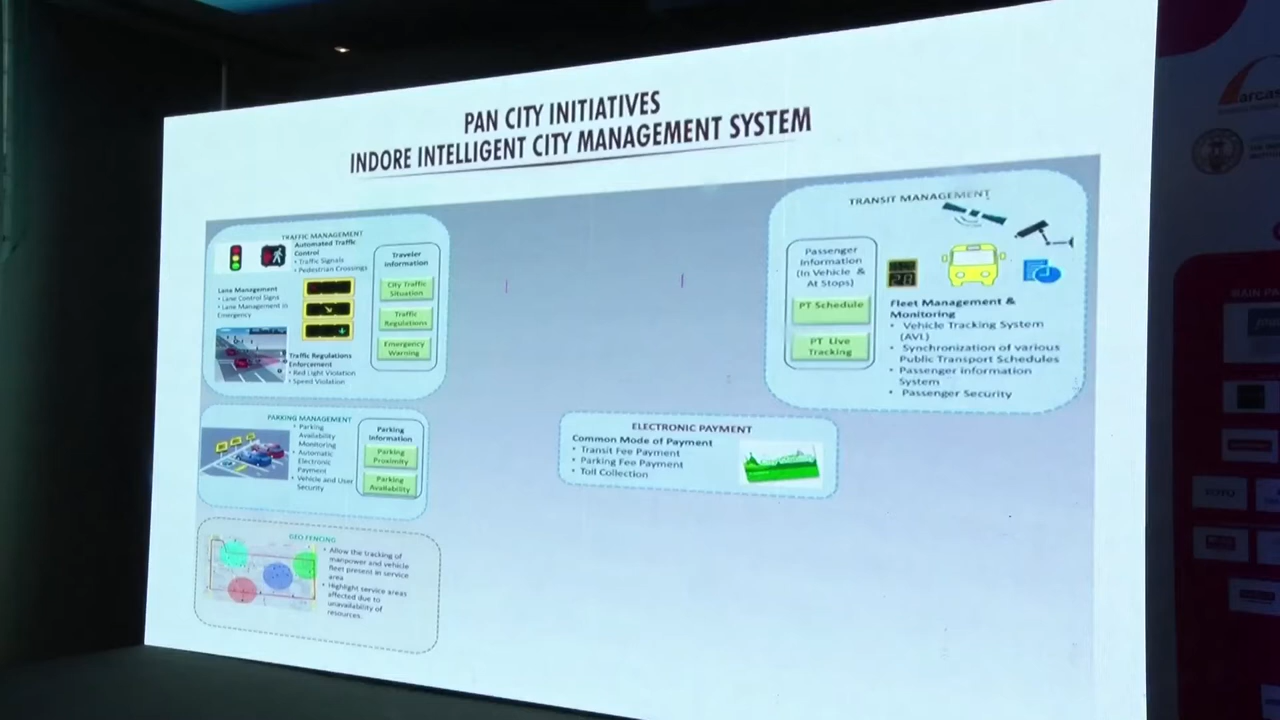 PAN CITY INITIATIVES
INDORE INTELLIGENT CITY MANAGEMENT SYSTEM
TRAFFIC MANAGEMENT
Automated Traffic
Control
• Traffic Signals
• Pedestrian Crossings
Lane Management
• Lane Control Signs
• Lane Management in
Emergency
Traffic Regulations
Enforcement
• Red Light Violation
• Speed Violation
Traveler
Information
City Traffic
Situation
Traffic
Regulations
Emergency
Warning
PARKING MANAGEMENT
• Parking
Availability
Monitoring
• Automatic
Electronic
Payment
• Vehicle and User
Security
Parking
Information
Parking
Proximity
Parking
Availability
GEO FENCING
• Allow the tracking of
manpower and vehicle
fleet present in service
area
• Highlight service areas
affected due to
unavailability of
resources.
ELECTRONIC PAYMENT
Common Mode of Payment
• Transit Fee Payment
• Parking Fee Payment
• Toll Collection
TRANSIT MANAGEMENT
Passenger
Information
(In Vehicle &
At Stops)
PT Schedule
PT Live
Tracking
Fleet Management &
Monitoring
• Vehicle Tracking System
(AVL)
• Synchronization of various
Public Transport Schedules
• Passenger information
System
• Passenger Security